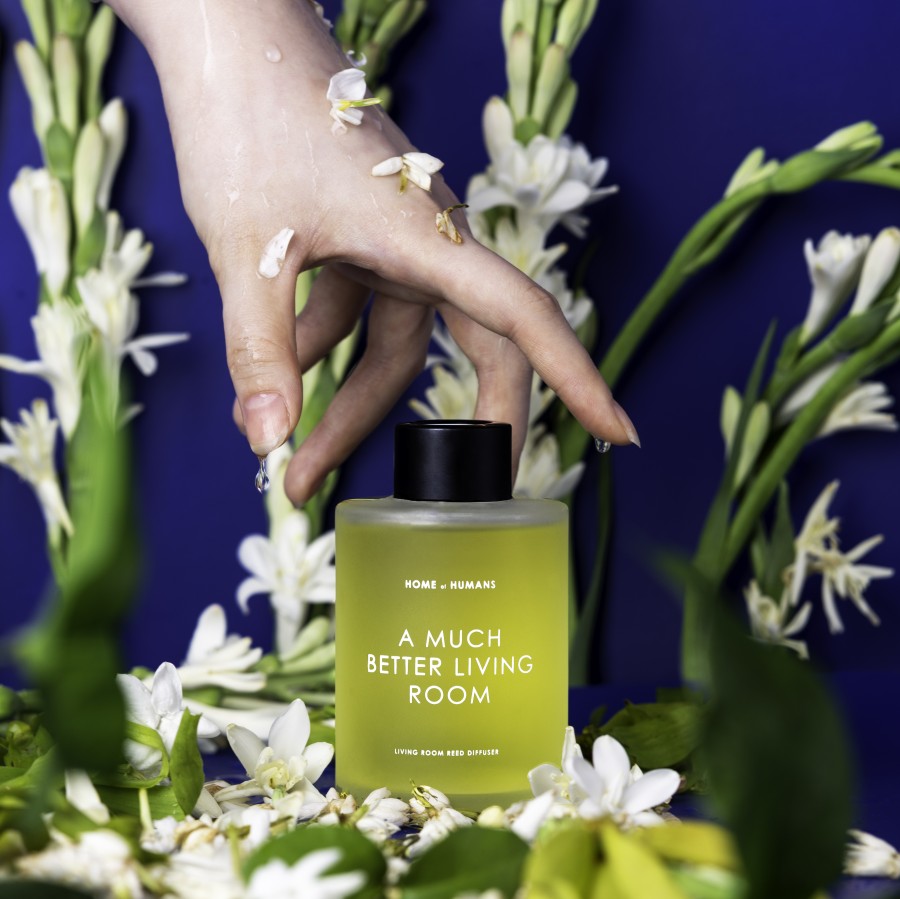 HOME of HUMANS
A MUCH
BETTER LIVING
ROOM
LIVING ROOM REED DIFFUSER